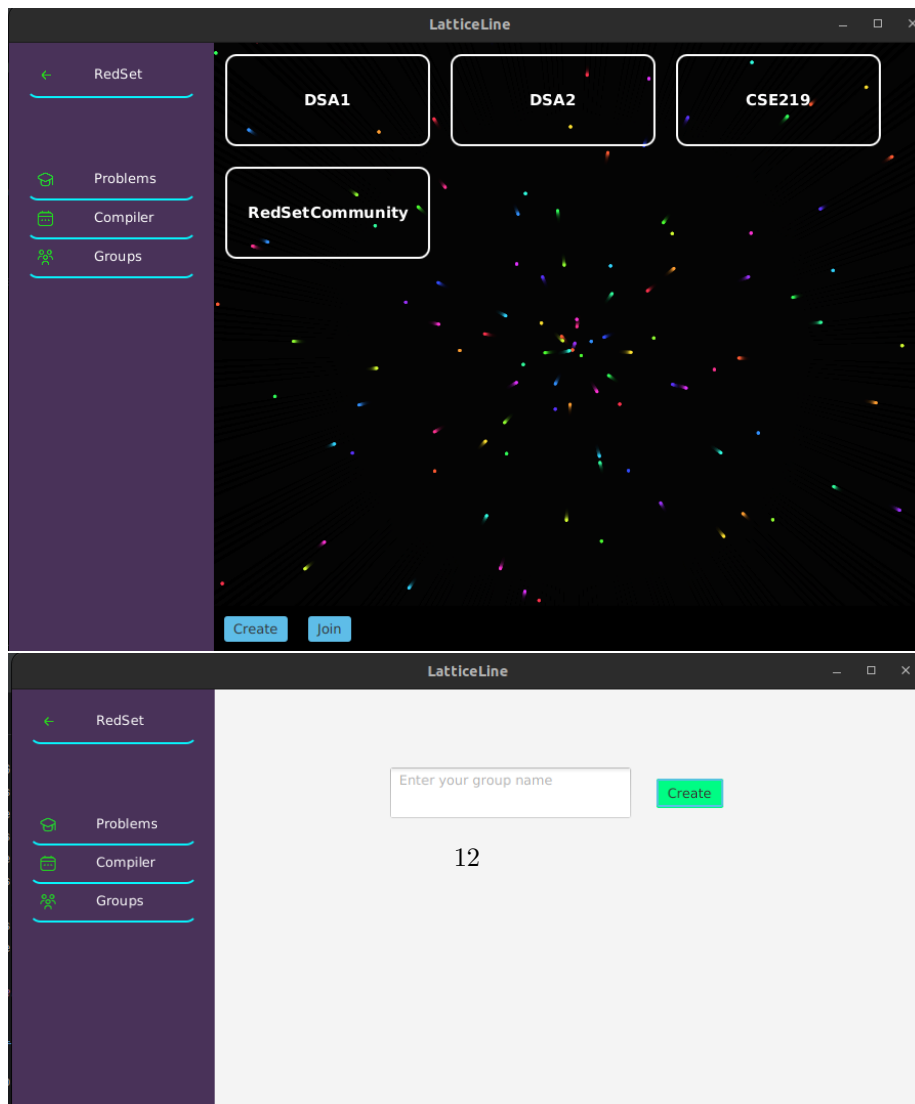 LatticeLine
RedSet
DSA1 DSA2 CSE219
Problems
RedSetCommunity
Compiler
Groups
Create Join
LatticeLine
RedSet
Enter your group name
Create
Problems
12
Compiler
Groups